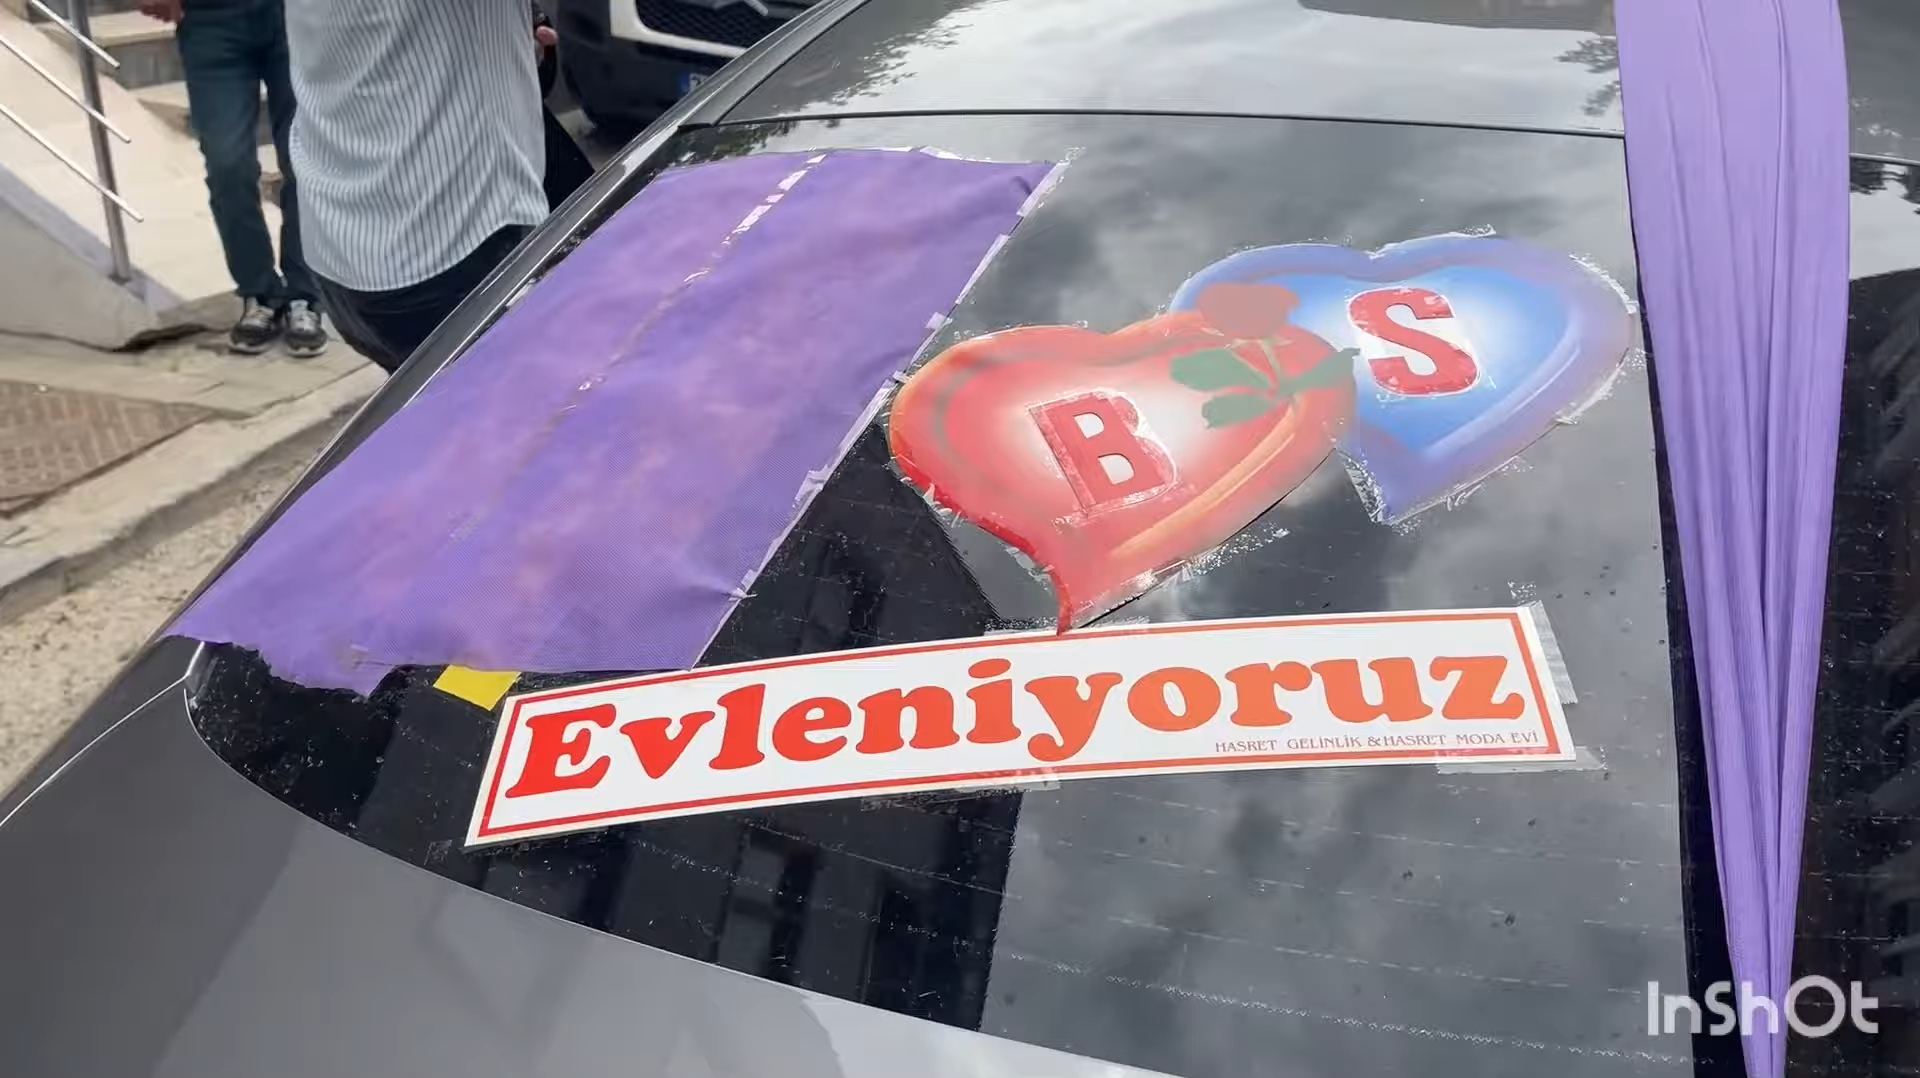 S
B
Evleniyoruz
HASRET GELİNLİK & HASRET MODA EVİ
InShOt